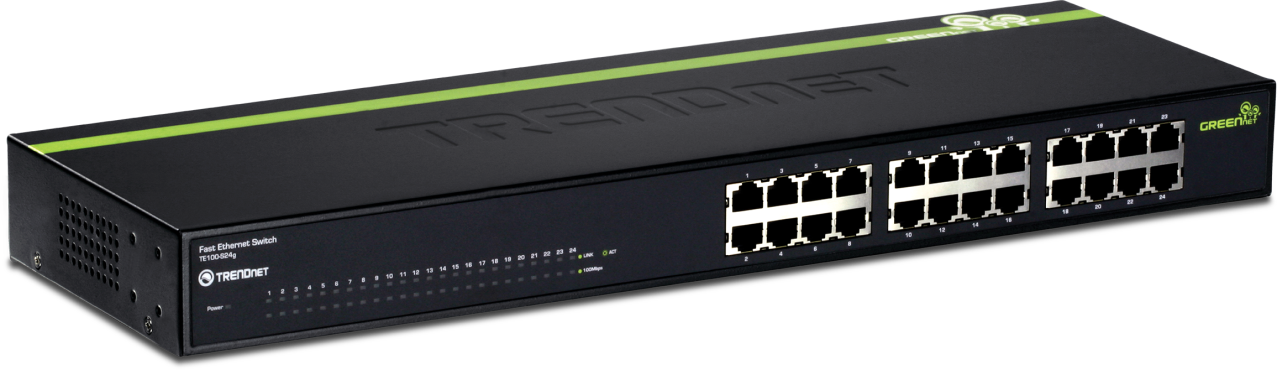 GREENnet
TRENDNET
GREENnet
1 3 5 7 9 11 13 15 17 19 21 23
2 4 6 8 10 12 14 16 18 20 22 24
Fast Ethernet Switch
TE100-S24g
TRENDNET
1 2 3 4 5 6 7 8 9 10 11 12 13 14 15 16 17 18 19 20 21 22 23 24 LINK ACT
Power 100Mbps